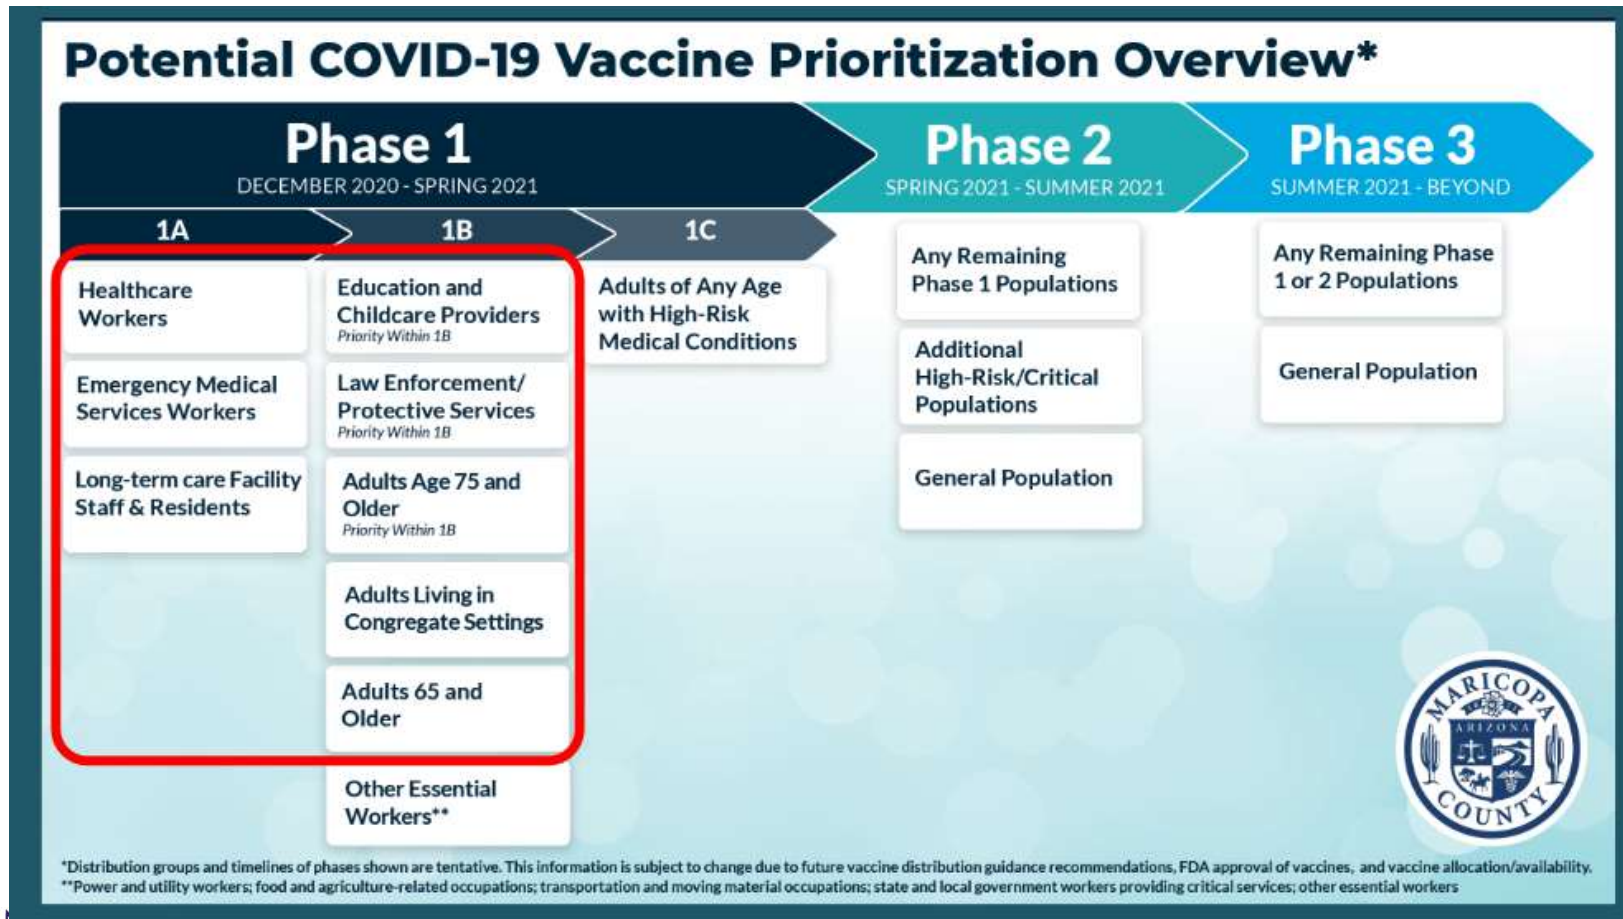 Potential COVID-19 Vaccine Prioritization Overview*
Phase 1
DECEMBER 2020 - SPRING 2021
Phase 2
SPRING 2021 - SUMMER 2021
Phase 3
SUMMER 2021 - BEYOND
1A
1B
1C
Healthcare
Workers
Emergency Medical
Services Workers
Long-term care Facility
Staff & Residents
Education and
Childcare Providers
Priority Within 1B
Law Enforcement/
Protective Services
Priority Within 1B
Adults Age 75 and
Older
Priority Within 1B
Adults Living in
Congregate Settings
Adults 65 and
Older
Other Essential
Workers**
Adults of Any Age
with High-Risk
Medical Conditions
Any Remaining
Phase 1 Populations
Additional
High-Risk/Critical
Populations
General Population
Any Remaining Phase
1 or 2 Populations
General Population
MARICOPA
ARIZONA
COUNTY
*Distribution groups and timelines of phases shown are tentative. This information is subject to change due to future vaccine distribution guidance recommendations, FDA approval of vaccines, and vaccine allocation/availability.
**Power and utility workers; food and agriculture-related occupations; transportation and moving material occupations; state and local government workers providing critical services; other essential workers